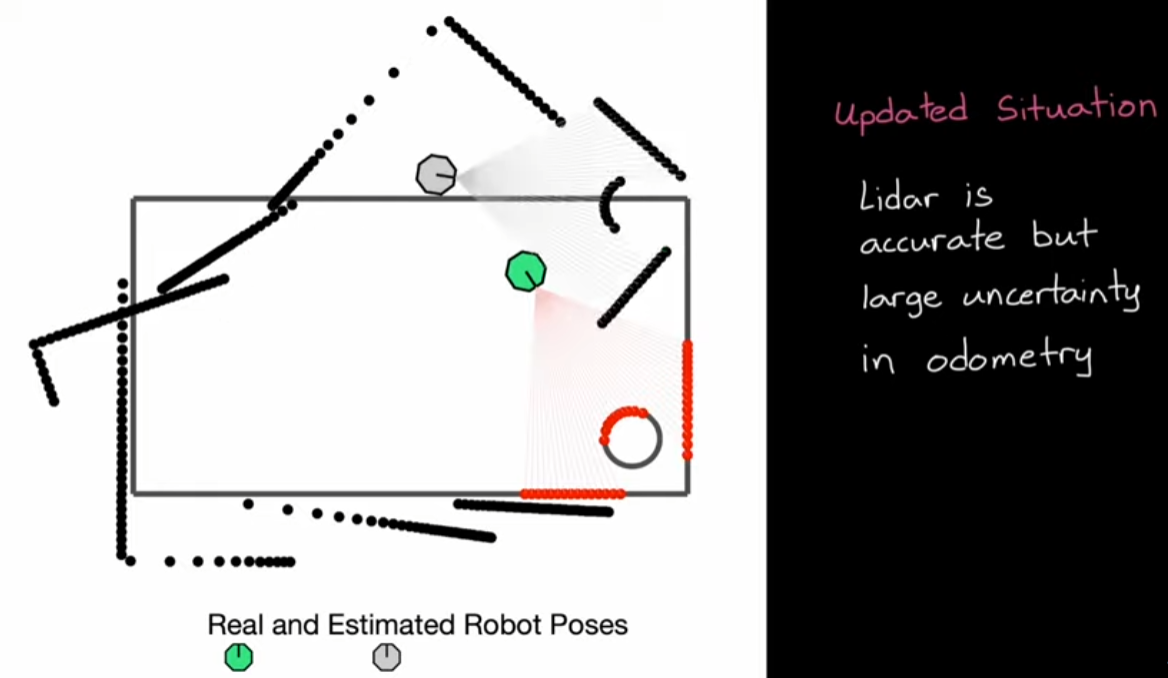 Updated Situation
Lidar is
accurate but
large uncertainty
in odometry
Real and Estimated Robot Poses